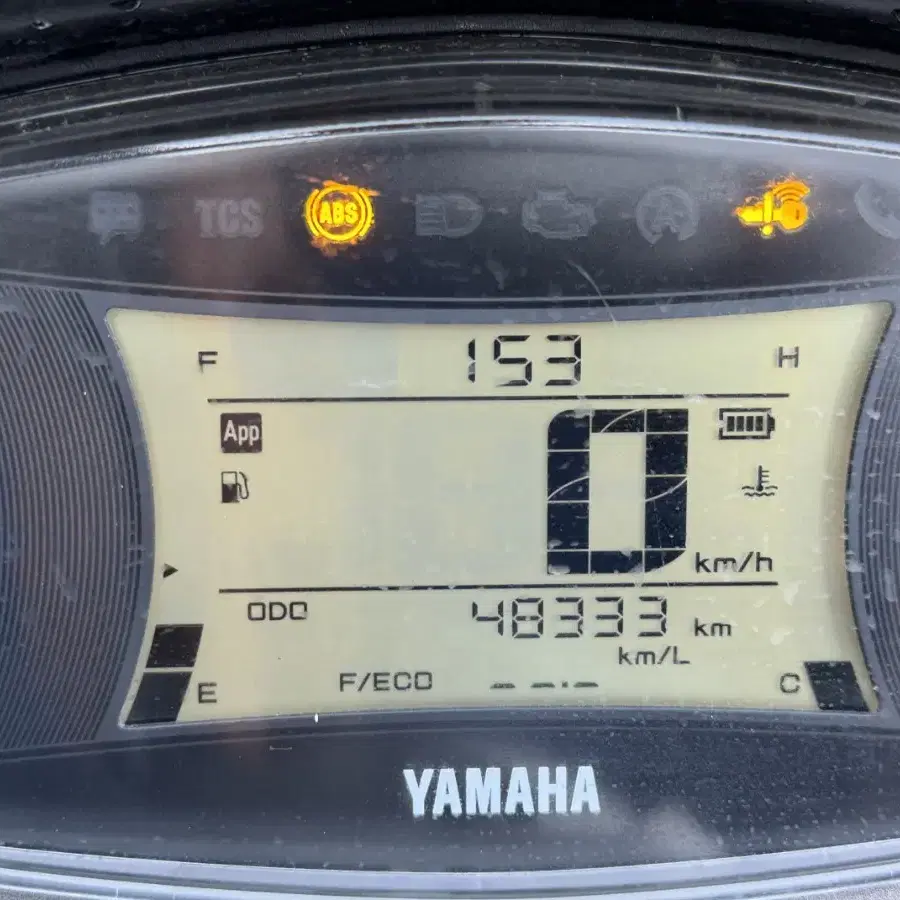 TCS ABS
F 153 H
App
0 km/h
ODO 48333 km
km/L
E F/ECO --.- C
YAMAHA